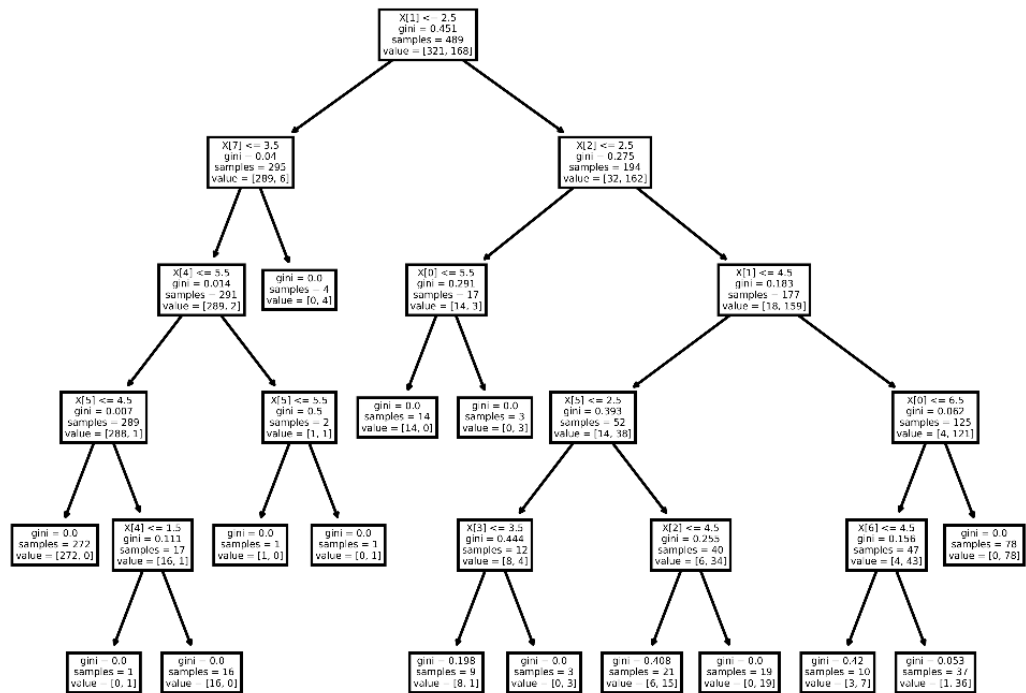 X[1] <= 2.5
gini = 0.451
samples = 489
value = [321, 168]
X[7] <= 3.5
gini = 0.04
samples = 295
value = [289, 6]
X[2] <= 2.5
gini = 0.275
samples = 194
value = [32, 162]
X[4] <= 5.5
gini = 0.014
samples = 291
value = [289, 2]
gini = 0.0
samples = 4
value = [0, 4]
X[0] <= 5.5
gini = 0.291
samples = 17
value = [14, 3]
X[1] <= 4.5
gini = 0.183
samples = 177
value = [18, 159]
X[5] <= 4.5
gini = 0.007
samples = 289
value = [288, 1]
X[5] <= 5.5
gini = 0.5
samples = 2
value = [1, 1]
gini = 0.0
samples = 14
value = [14, 0]
gini = 0.0
samples = 3
value = [0, 3]
X[5] <= 2.5
gini = 0.393
samples = 52
value = [14, 38]
X[0] <= 6.5
gini = 0.062
samples = 125
value = [4, 121]
gini = 0.0
samples = 272
value = [272, 0]
X[4] <= 1.5
gini = 0.111
samples = 17
value = [16, 1]
gini = 0.0
samples = 1
value = [1, 0]
gini = 0.0
samples = 1
value = [0, 1]
X[3] <= 3.5
gini = 0.444
samples = 12
value = [8, 4]
X[2] <= 4.5
gini = 0.255
samples = 40
value = [6, 34]
X[6] <= 4.5
gini = 0.156
samples = 47
value = [4, 43]
gini = 0.0
samples = 78
value = [0, 78]
gini = 0.0
samples = 1
value = [0, 1]
gini = 0.0
samples = 16
value = [16, 0]
gini = 0.198
samples = 9
value = [8, 1]
gini = 0.0
samples = 3
value = [0, 3]
gini = 0.408
samples = 21
value = [6, 15]
gini = 0.0
samples = 19
value = [0, 19]
gini = 0.42
samples = 10
value = [3, 7]
gini = 0.053
samples = 37
value = [1, 36]